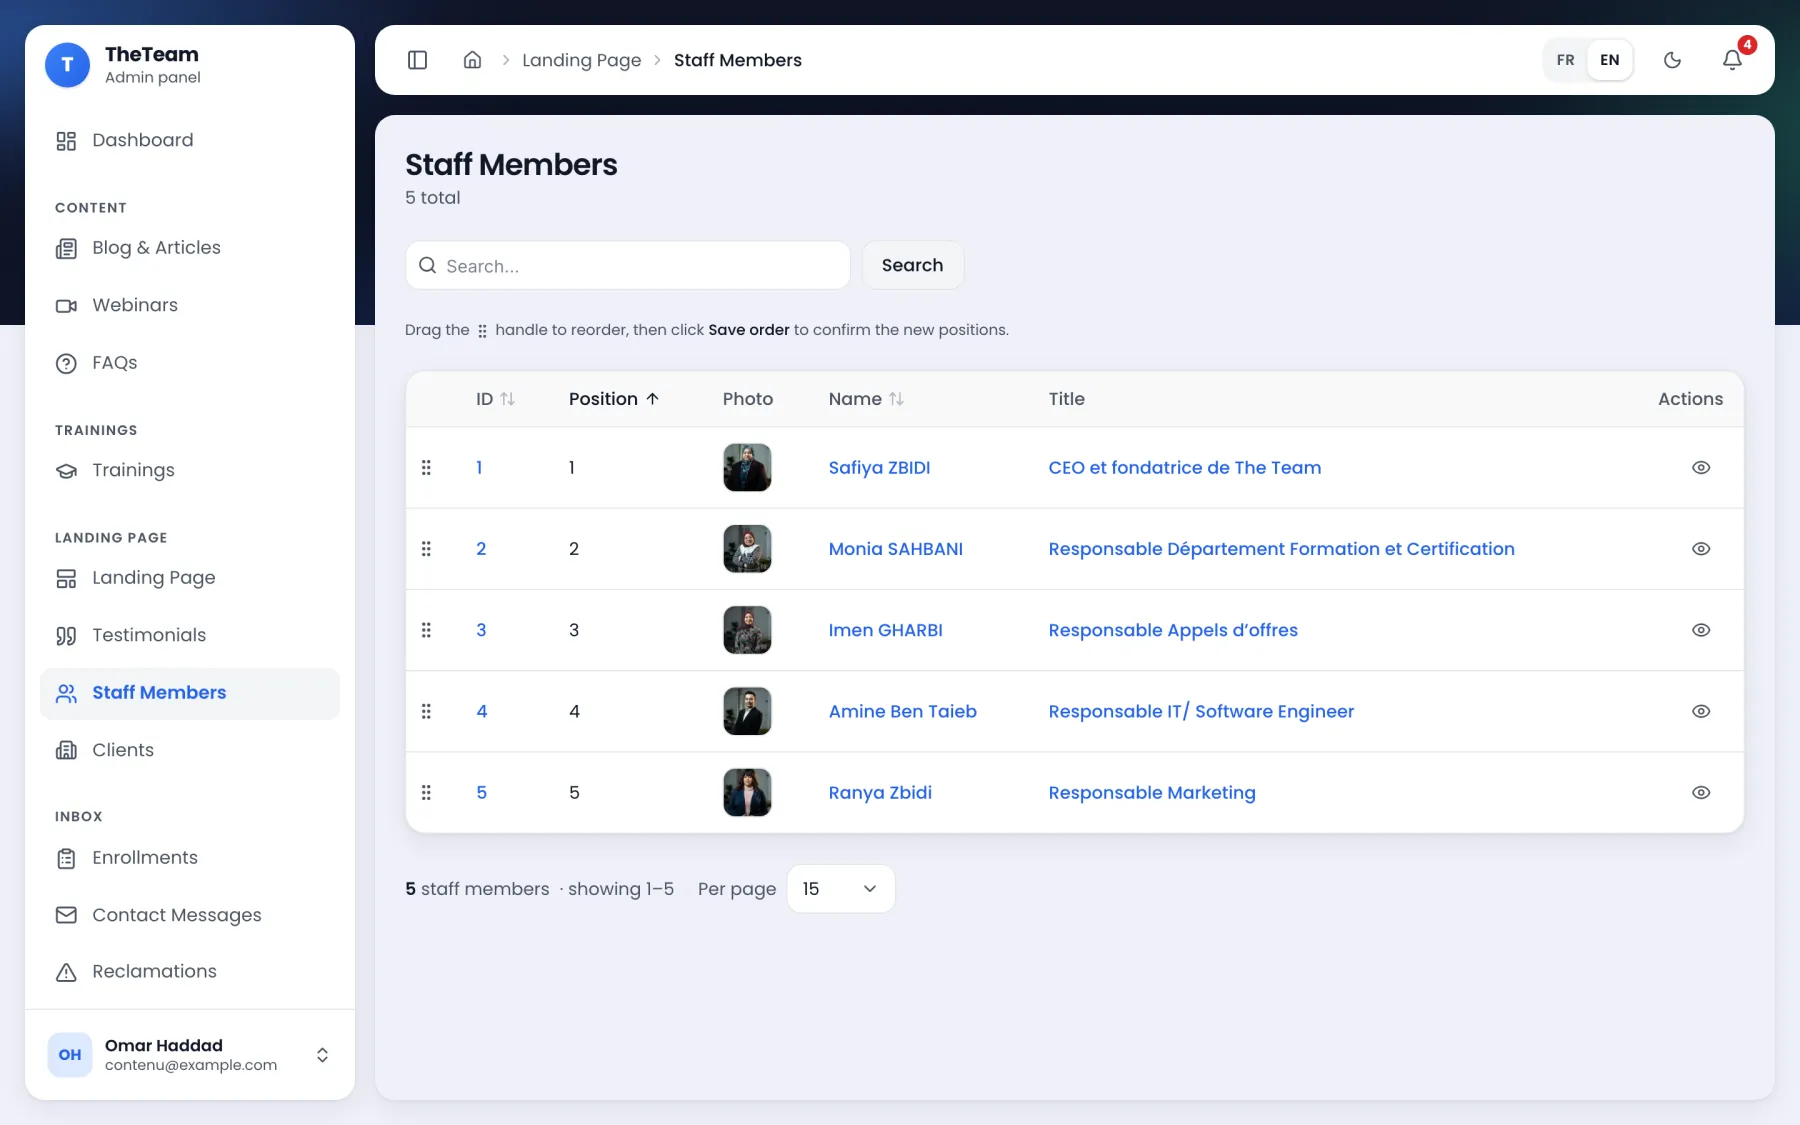 T
TheTeam
Admin panel
Dashboard
CONTENT
Blog & Articles
Webinars
FAQs
TRAININGS
Trainings
LANDING PAGE
Landing Page
Testimonials
Staff Members
Clients
INBOX
Enrollments
Contact Messages
Reclamations
OH
Omar Haddad
contenu@example.com
Landing Page
Staff Members
FR
EN
4
Staff Members
5 total
Search...
Search
Drag the handle to reorder, then click Save order to confirm the new positions.
ID Position Photo Name Title Actions
1 1 Safiya ZBIDI CEO et fondatrice de The Team
2 2 Monia SAHBANI Responsable Département Formation et Certification
3 3 Imen GHARBI Responsable Appels d’offres
4 4 Amine Ben Taieb Responsable IT/ Software Engineer
5 5 Ranya Zbidi Responsable Marketing
5 staff members · showing 1–5 Per page 15